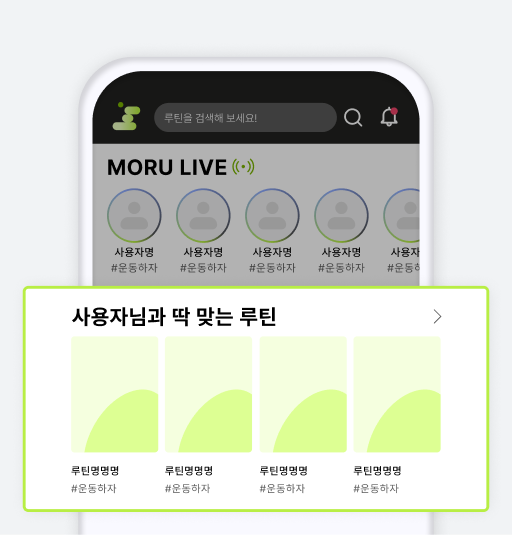 루틴을 검색해 보세요!
MORU LIVE
사용자명 사용자명 사용자명 사용자명 사용자
#운동하자 #운동하자 #운동하자 #운동하자 #운동하
사용자님과 딱 맞는 루틴
루틴명명명 루틴명명명 루틴명명명 루틴명명명
#운동하자 #운동하자 #운동하자 #운동하자